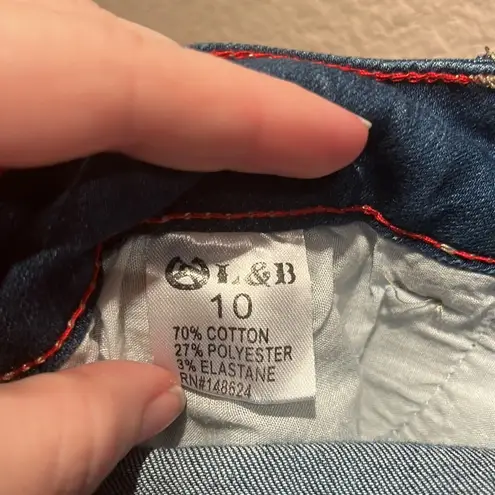 L&B
10
70% COTTON
27% POLYESTER
3% ELASTANE
RN#148624